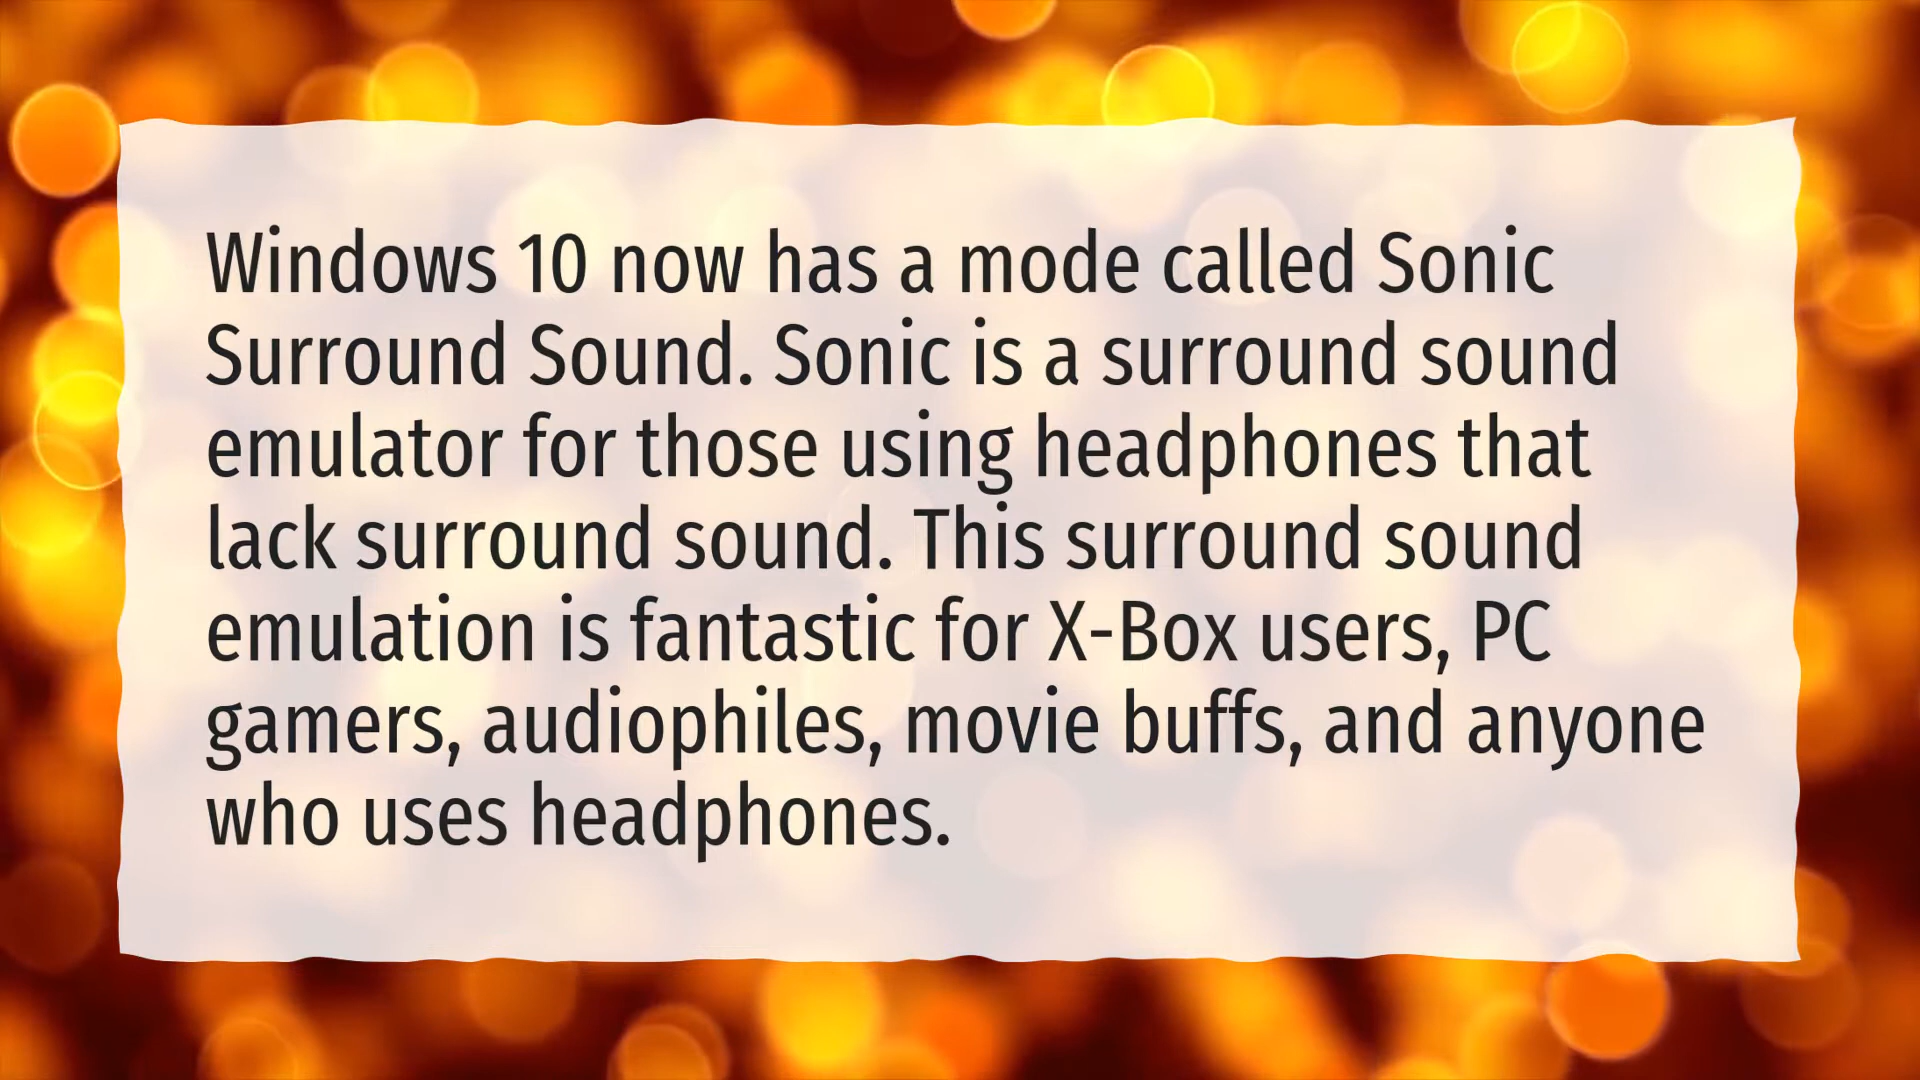 Windows 10 now has a mode called Sonic
Surround Sound. Sonic is a surround sound
emulator for those using headphones that
lack surround sound. This surround sound
emulation is fantastic for X-Box users, PC
gamers, audiophiles, movie buffs, and anyone
who uses headphones.